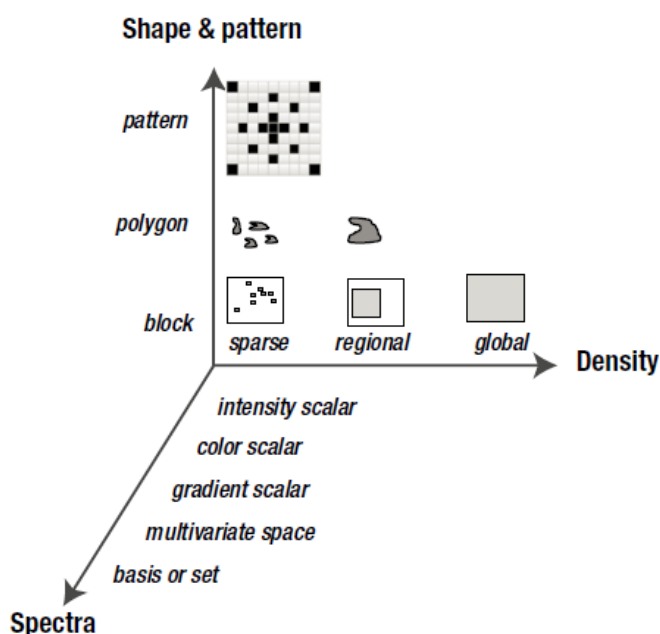 Shape & pattern
pattern
polygon
block
sparse regional global
Density
intensity scalar
color scalar
gradient scalar
multivariate space
basis or set
Spectra